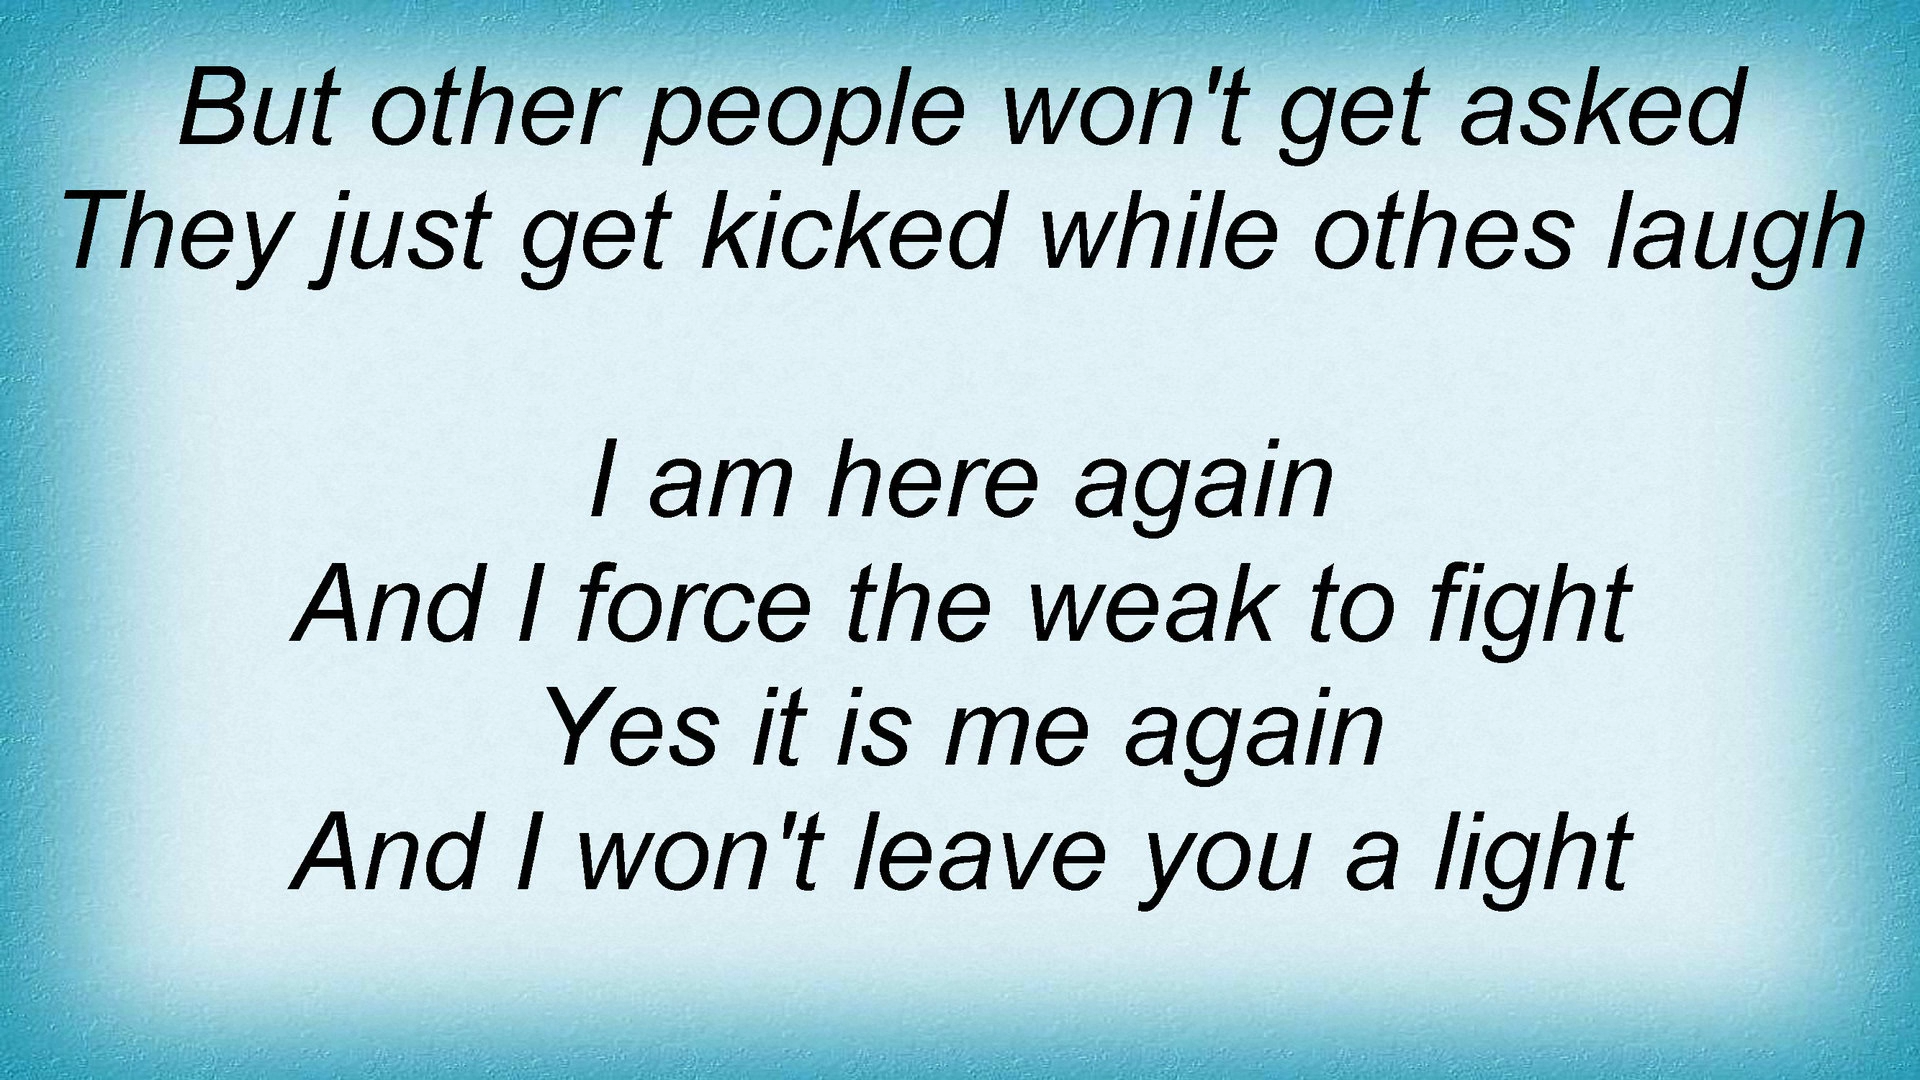 But other people won't get asked
They just get kicked while othes laugh
I am here again
And I force the weak to fight
Yes it is me again
And I won't leave you a light